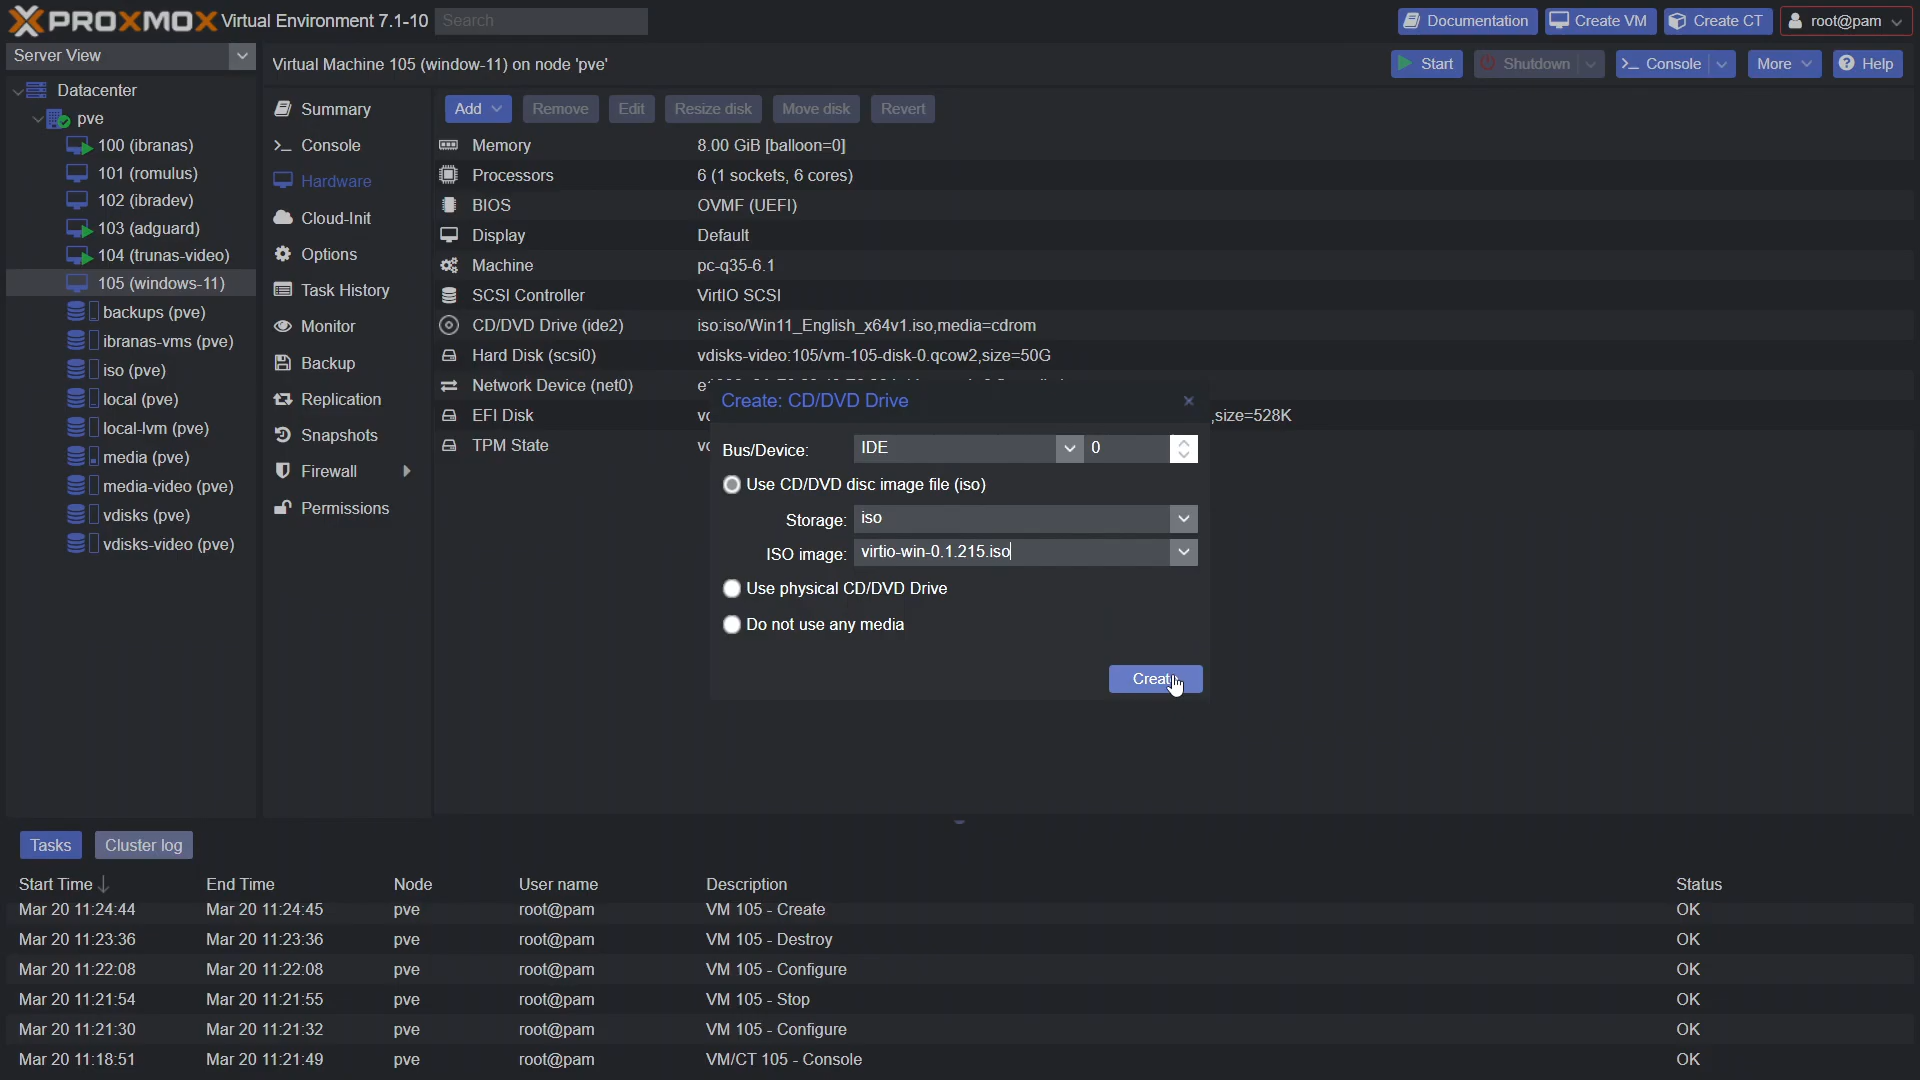 PROXMOX Virtual Environment 7.1-10 Search Documentation Create VM Create CT root@pam
Server View
Virtual Machine 105 (window-11) on node 'pve' Start Shutdown Console More Help
Datacenter
pve
100 (ibranas)
101 (romulus)
102 (ibradev)
103 (adguard)
104 (trunas-video)
105 (windows-11)
backups (pve)
ibranas-vms (pve)
iso (pve)
local (pve)
local-lvm (pve)
media (pve)
media-video (pve)
vdisks (pve)
vdisks-video (pve)
Summary
Console
Hardware
Cloud-Init
Options
Task History
Monitor
Backup
Replication
Snapshots
Firewall
Permissions
Add Remove Edit Resize disk Move disk Revert
Memory 8.00 GiB [balloon=0]
Processors 6 (1 sockets, 6 cores)
BIOS OVMF (UEFI)
Display Default
Machine pc-q35-6.1
SCSI Controller VirtIO SCSI
CD/DVD Drive (ide2) iso:iso/Win11_English_x64v1.iso,media=cdrom
Hard Disk (scsi0) vdisks-video:105/vm-105-disk-0.qcow2,size=50G
Network Device (net0)
EFI Disk ,size=528K
TPM State
Create: CD/DVD Drive
Bus/Device: IDE 0
Use CD/DVD disc image file (iso)
Storage: iso
ISO image: virtio-win-0.1.215.iso
Use physical CD/DVD Drive
Do not use any media
Create
Tasks Cluster log
Start Time End Time Node User name Description Status
Mar 20 11:24:44 Mar 20 11:24:45 pve root@pam VM 105 - Create OK
Mar 20 11:23:36 Mar 20 11:23:36 pve root@pam VM 105 - Destroy OK
Mar 20 11:22:08 Mar 20 11:22:08 pve root@pam VM 105 - Configure OK
Mar 20 11:21:54 Mar 20 11:21:55 pve root@pam VM 105 - Stop OK
Mar 20 11:21:30 Mar 20 11:21:32 pve root@pam VM 105 - Configure OK
Mar 20 11:18:51 Mar 20 11:21:49 pve root@pam VM/CT 105 - Console OK